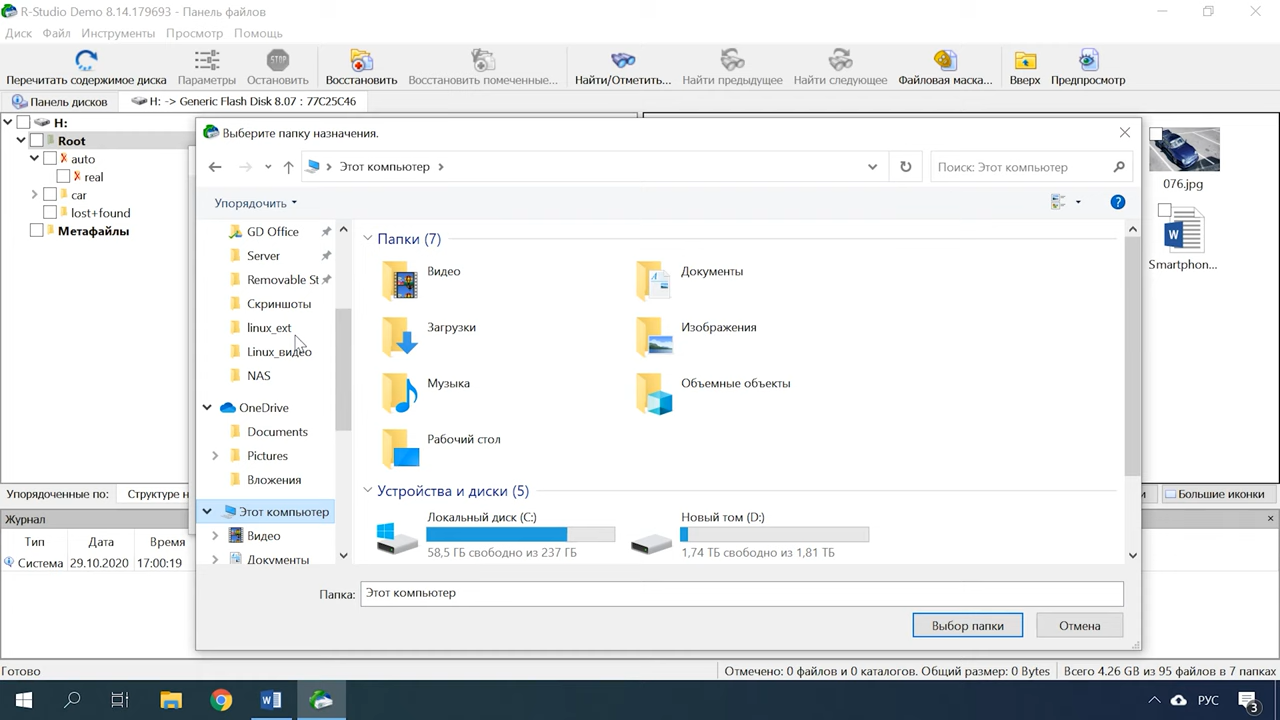 R-Studio Demo 8.14.179693 - Панель файлов
Диск Файл Инструменты Просмотр Помощь
Перечитать содержимое диска Параметры Остановить Восстановить Восстановить помеченные... Найти/Отметить... Найти предыдущее Найти следующее Файловая маска... Вверх Предпросмотр
Панель дисков H: -> Generic Flash Disk 8.07 : 77C25C46
H:
Root
auto
real
car
lost+found
Метафайлы
Выберите папку назначения.
Этот компьютер
Поиск: Этот компьютер
Упорядочить
GD Office
Server
Removable St
Скриншоты
linux_ext
Linux_видео
NAS
OneDrive
Documents
Pictures
Вложения
Этот компьютер
Видео
Документы
Папки (7)
Видео Документы
Загрузки Изображения
Музыка Объемные объекты
Рабочий стол
Устройства и диски (5)
Локальный диск (C:) Новый том (D:)
58,5 ГБ свободно из 237 ГБ 1,74 ТБ свободно из 1,81 ТБ
Папка: Этот компьютер
Выбор папки Отмена
076.jpg
Smartphon...
Упорядоченные по: Структуре Большие иконки
Журнал
Тип Дата Время
Система 29.10.2020 17:00:19
Готово Отмечено: 0 файлов и 0 каталогов. Общий размер: 0 Bytes Всего 4.26 GB из 95 файлов в 7 папках
РУС 3